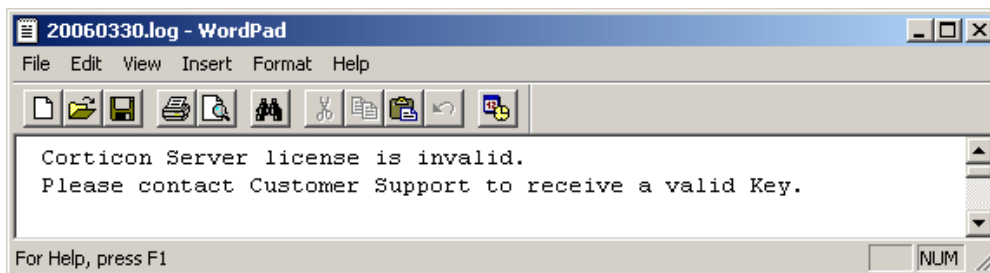 20060330.log - WordPad
File Edit View Insert Format Help
Corticon Server license is invalid.
Please contact Customer Support to receive a valid Key.
For Help, press F1
NUM